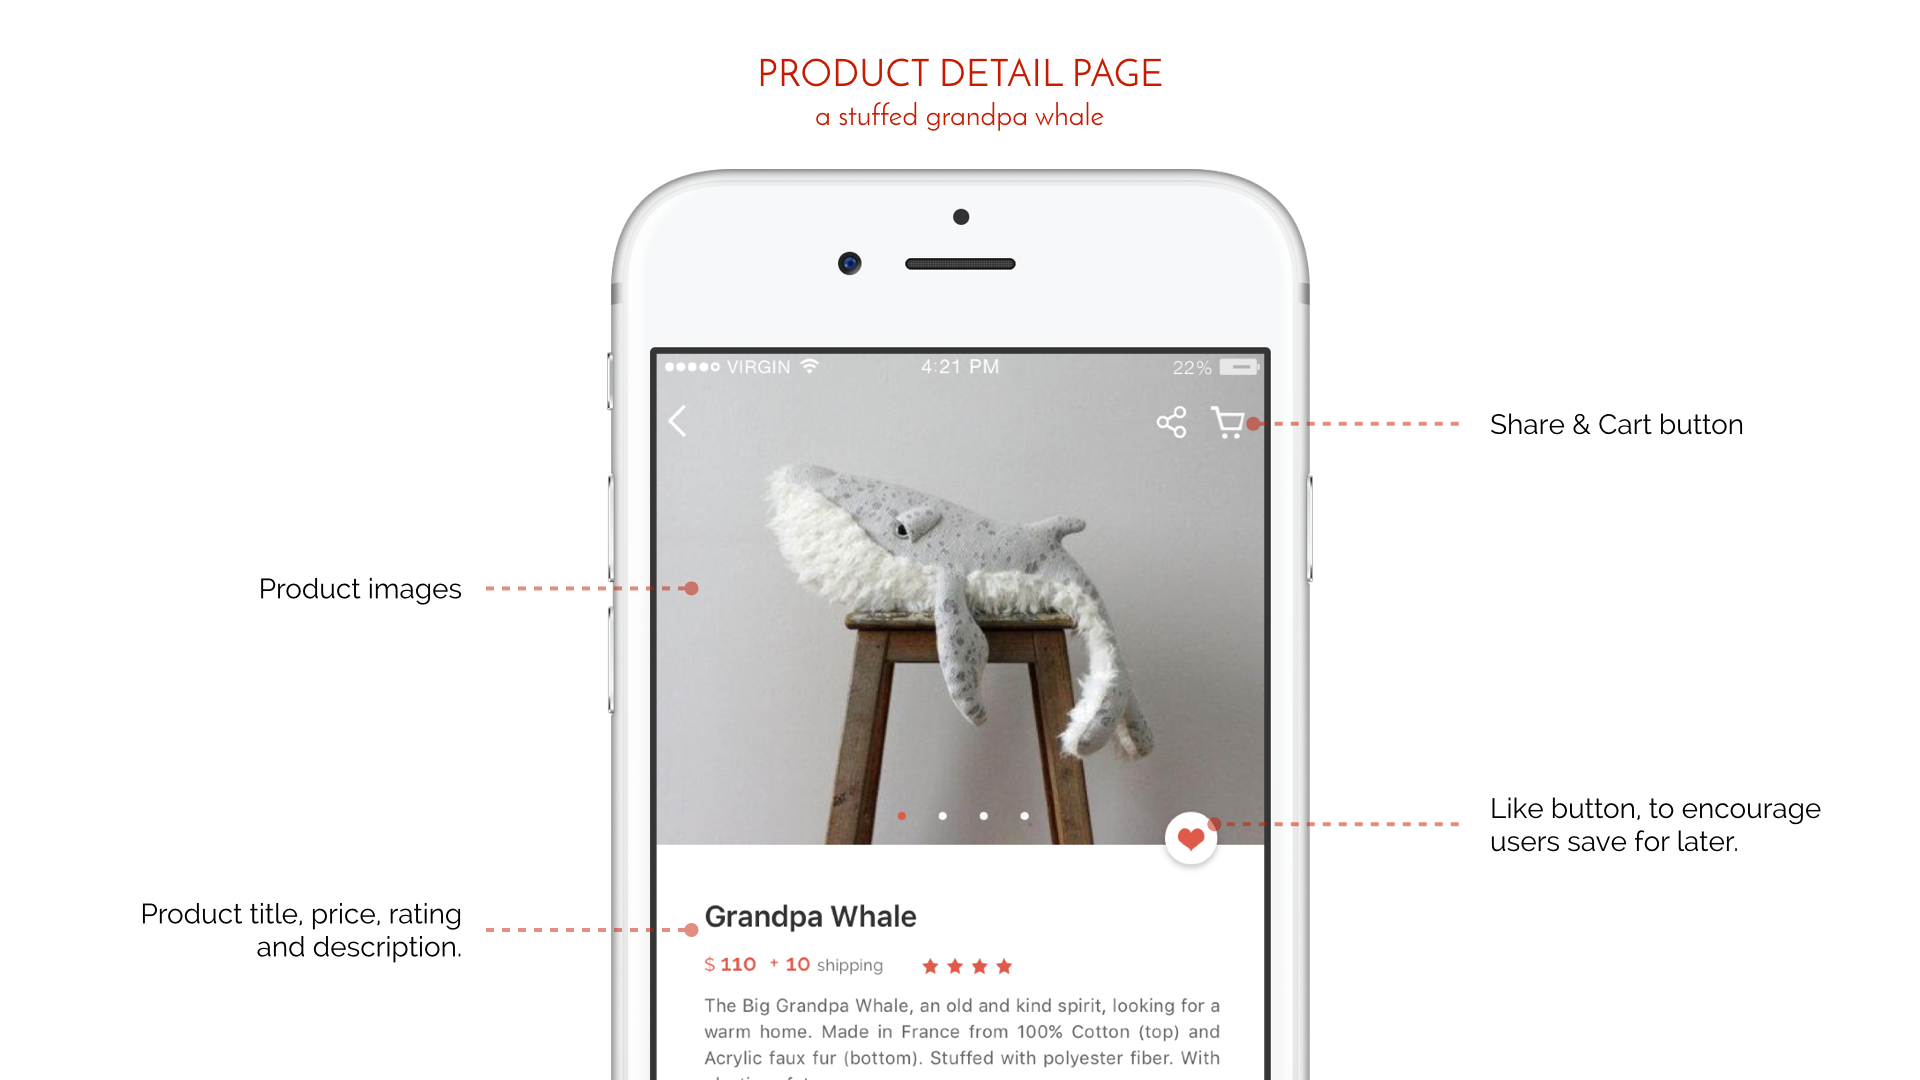 PRODUCT DETAIL PAGE
a stuffed grandpa whale
VIRGIN 4:21 PM 22%
Share & Cart button
Product images
Like button, to encourage
users save for later.
Product title, price, rating
and description.
Grandpa Whale
$ 110 + 10 shipping
The Big Grandpa Whale, an old and kind spirit, looking for a
warm home. Made in France from 100% Cotton (top) and
Acrylic faux fur (bottom). Stuffed with polyester fiber. With